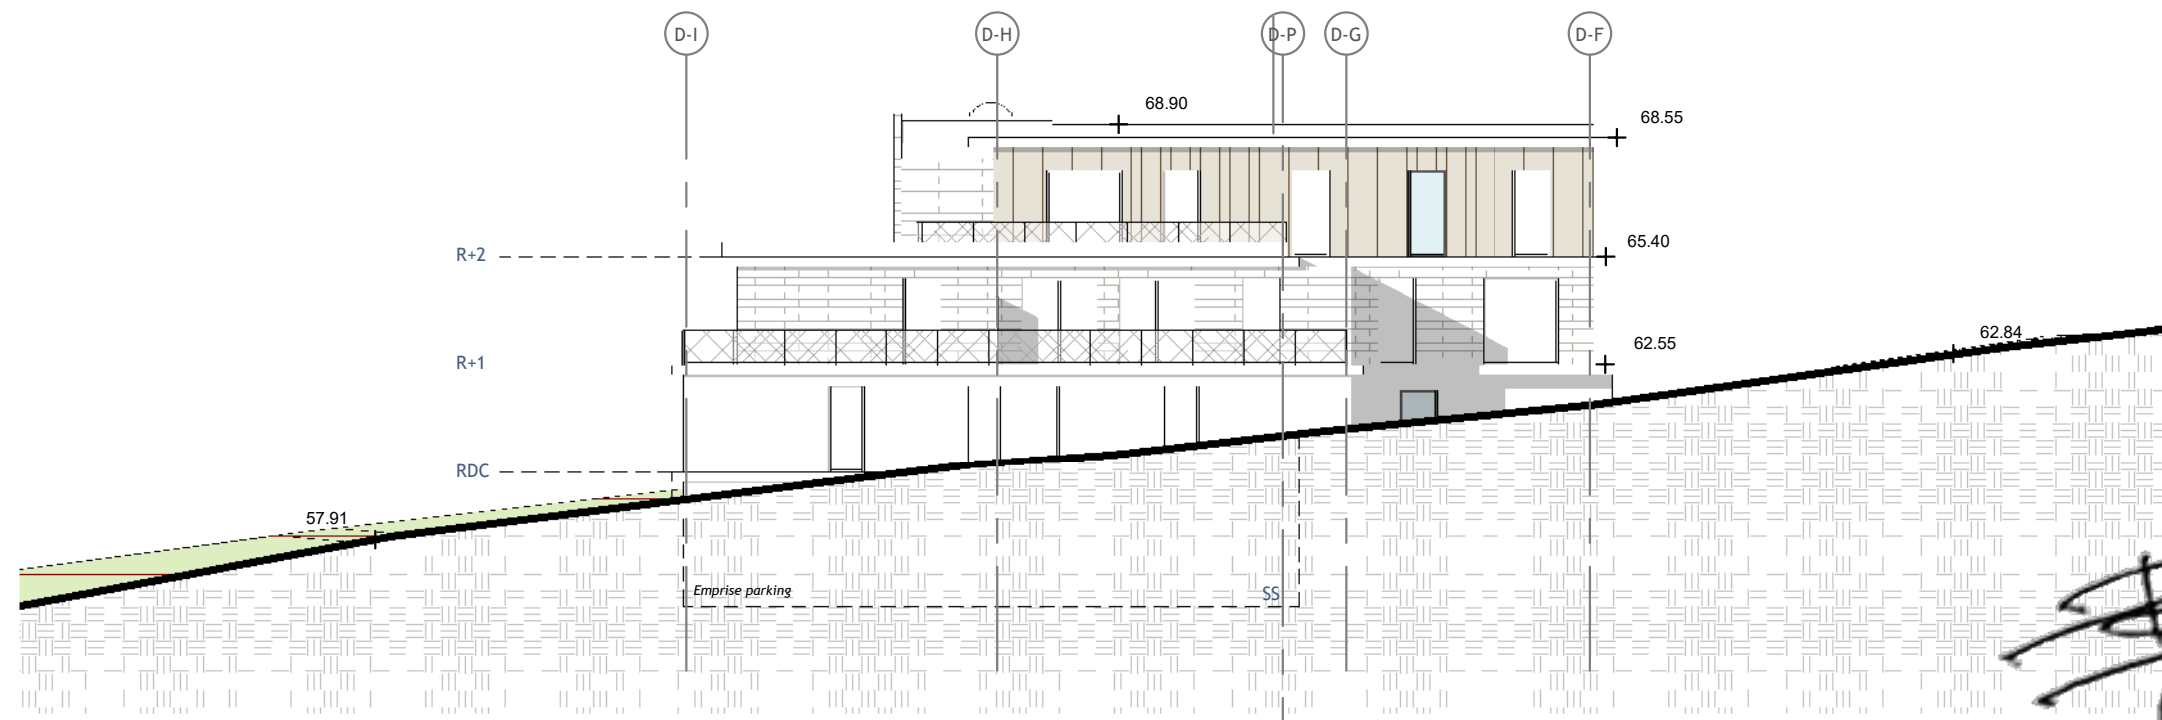 D-I D-H D-P D-G D-F
68.90
68.55
R+2
65.40
R+1
62.55
62.84
RDC
57.91
Emprise parking
SS